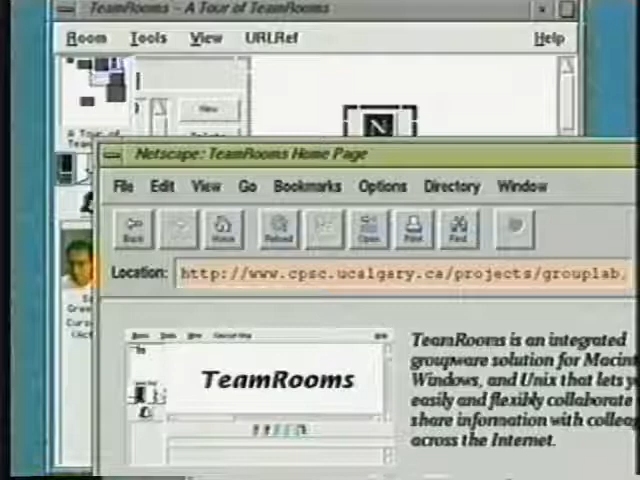 TeamRooms - A Tour of TeamRooms
Room Tools View URLRef Help
New
A Tour of
N
Netscape: TeamRooms Home Page
File Edit View Go Bookmarks Options Directory Window
Back Home Reload Open Print Find
Location: http://www.cpsc.ucalgary.ca/projects/grouplab.
TeamRooms
TeamRooms is an integrated
groupware solution for Macin
Windows, and Unix that lets y
easily and flexibly collaborate
share information with colleag
across the Internet.